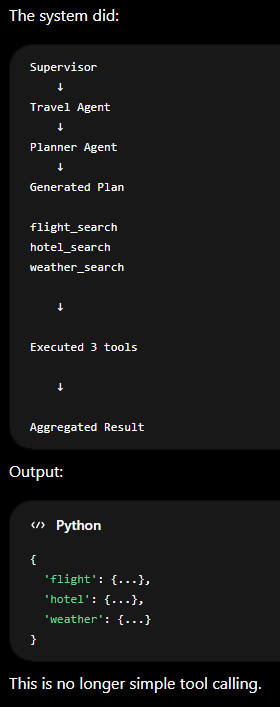 The system did:
Supervisor
↓
Travel Agent
↓
Planner Agent
↓
Generated Plan
flight_search
hotel_search
weather_search
↓
Executed 3 tools
↓
Aggregated Result
Output:
</> Python
{
'flight': {...},
'hotel': {...},
'weather': {...}
}
This is no longer simple tool calling.